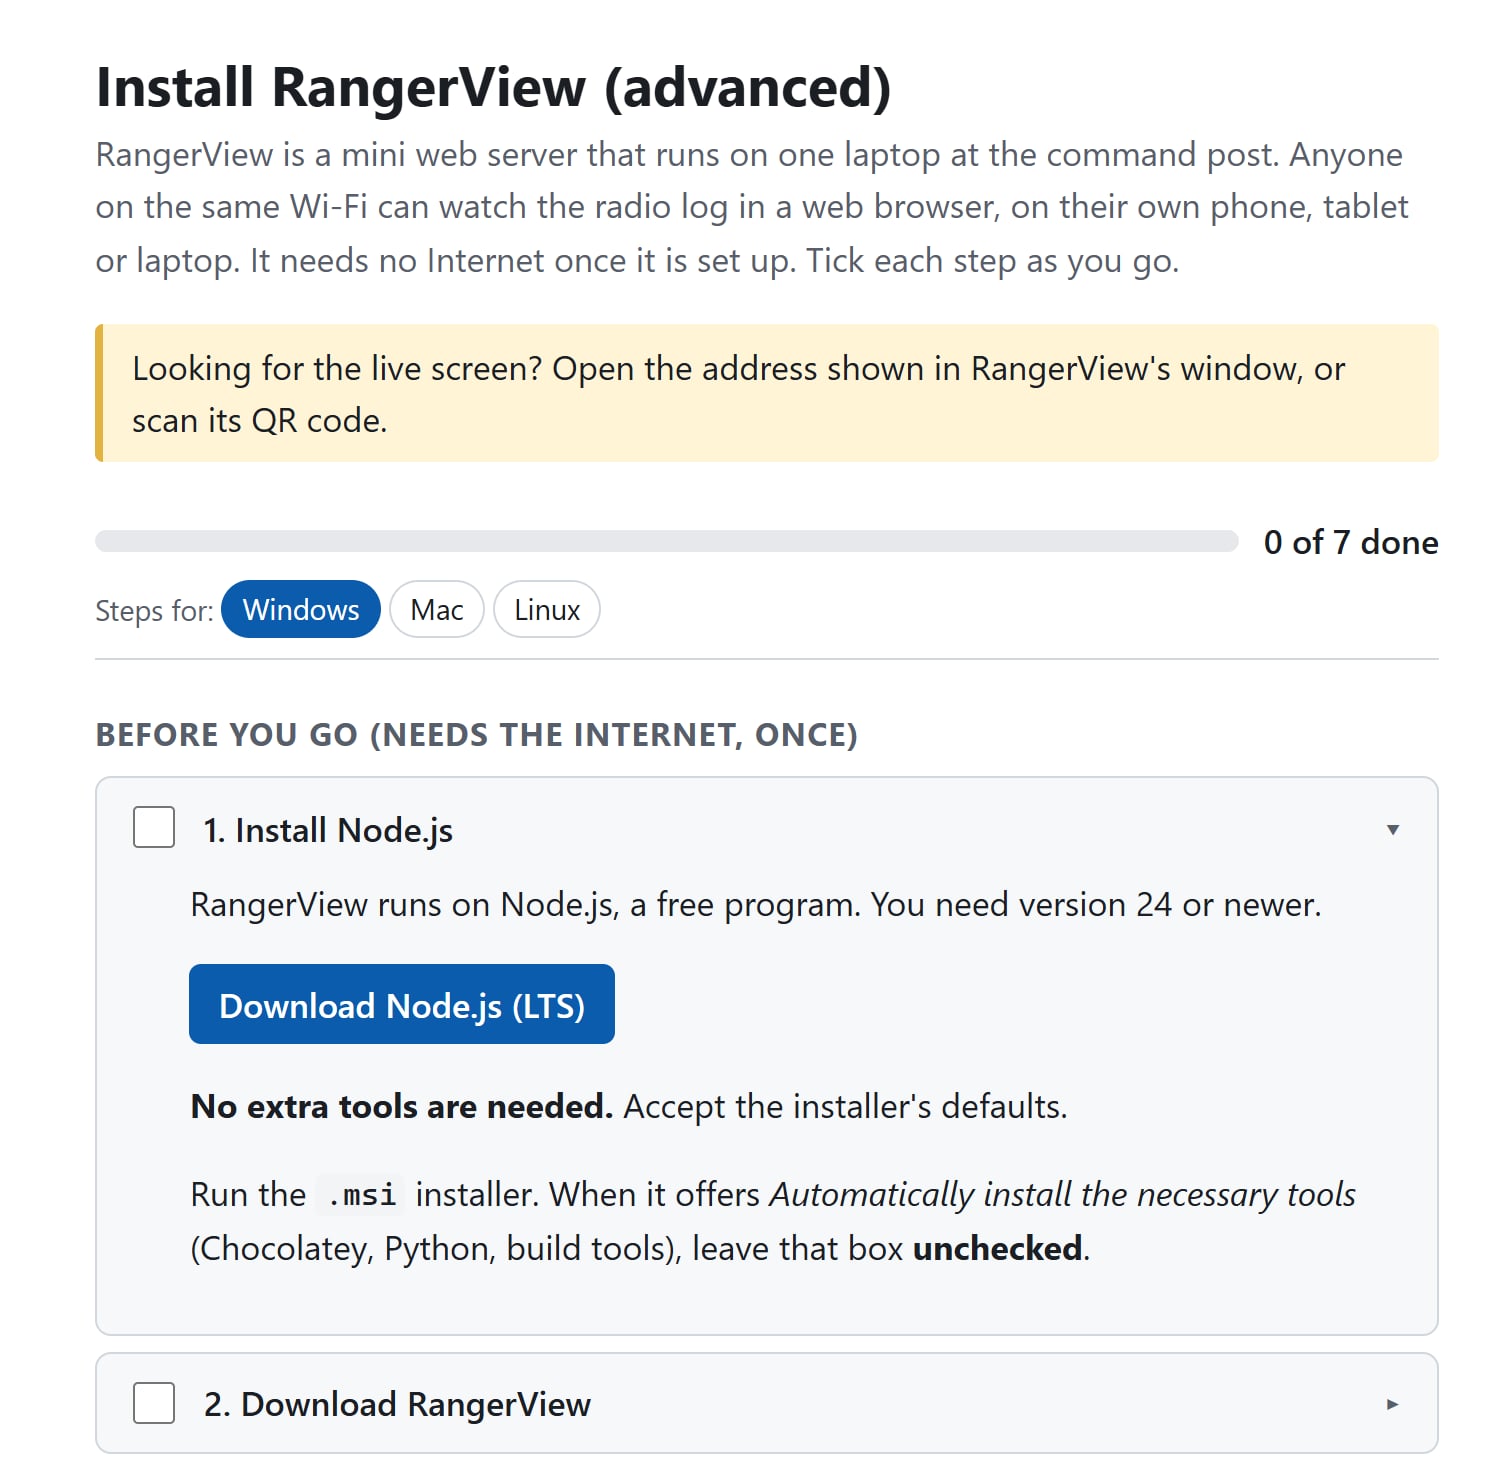 Install RangerView (advanced)
RangerView is a mini web server that runs on one laptop at the command post. Anyone
on the same Wi-Fi can watch the radio log in a web browser, on their own phone, tablet
or laptop. It needs no Internet once it is set up. Tick each step as you go.
Looking for the live screen? Open the address shown in RangerView's window, or
scan its QR code.
0 of 7 done
Steps for: Windows Mac Linux
BEFORE YOU GO (NEEDS THE INTERNET, ONCE)
1. Install Node.js
RangerView runs on Node.js, a free program. You need version 24 or newer.
Download Node.js (LTS)
No extra tools are needed. Accept the installer's defaults.
Run the .msi installer. When it offers Automatically install the necessary tools
(Chocolatey, Python, build tools), leave that box unchecked.
2. Download RangerView